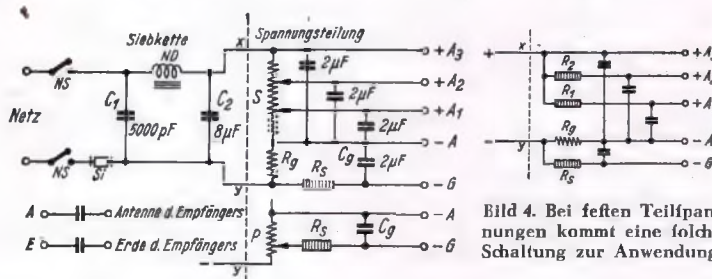 Siebkette
Spannungsteilung
ND
x
NS
Netz
C1
5000 pF
C2
8µF
S
2µF
2µF
2µF
+A3
+A2
+A1
-A
Rg
Cg
2µF
NS
Si
y
Rs
-G
A Antenne d. Empfängers
E Erde d. Empfängers
P
Rs
Cg
-A
-G
y
+
x
R2
R1
Rg
Rs
-
y
+A
+A
-A
-G
Bild 4. Bei festen Teilspan
nungen kommt eine solch
Schaltung zur Anwendung